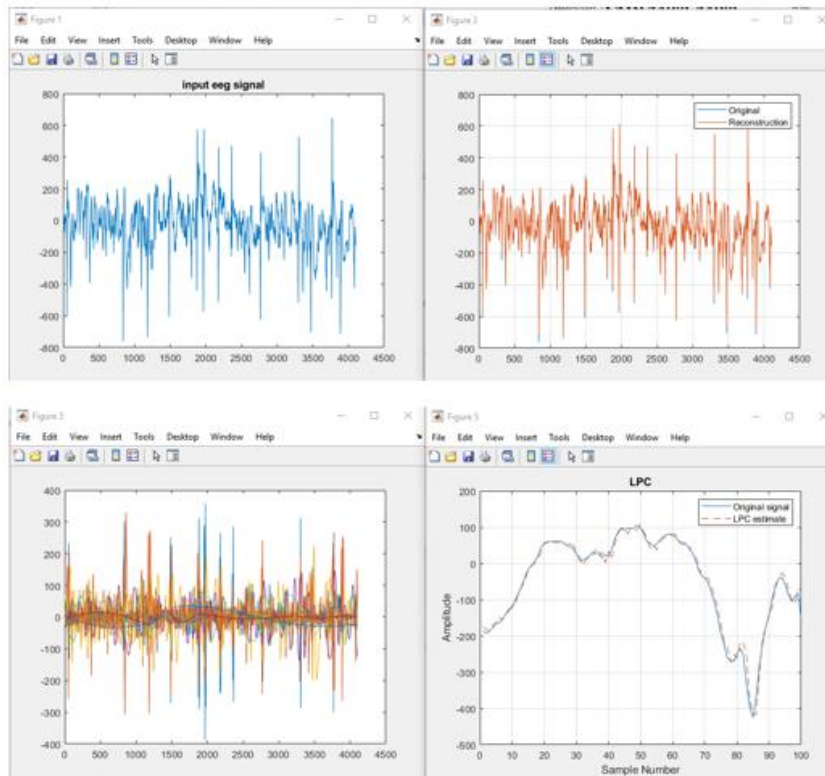 Figure 1
File Edit View Insert Tools Desktop Window Help
input eeg signal
800
600
400
200
0
-200
-400
-600
-800
0 500 1000 1500 2000 2500 3000 3500 4000 4500
Figure 2
File Edit View Insert Tools Desktop Window Help
Original
Reconstruction
800
600
400
200
0
-200
-400
-600
-800
0 500 1000 1500 2000 2500 3000 3500 4000 4500
Figure 3
File Edit View Insert Tools Desktop Window Help
400
300
200
100
0
-100
-200
-300
-400
0 500 1000 1500 2000 2500 3000 3500 4000 4500
Figure 5
File Edit View Insert Tools Desktop Window Help
LPC
Original signal
LPC estimate
200
100
0
-100
-200
-300
-400
-500
Amplitude
0 10 20 30 40 50 60 70 80 90 100
Sample Number